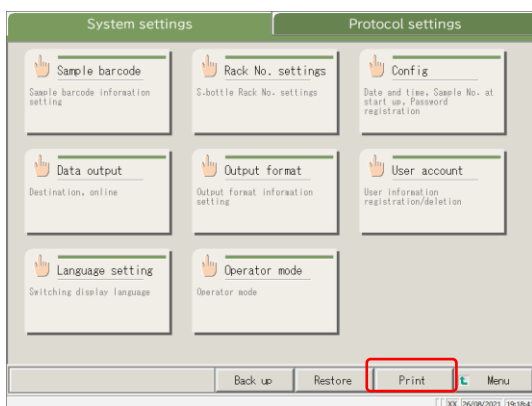 System settings
Protocol settings
Sample barcode
Sample barcode information
setting
Rack No. settings
S.bottle Rack No. settings
Config
Date and time, Sample No. at
start up, Password
registration
Data output
Destination, online
Output format
Output format information
setting
User account
User information
registration/deletion
Language setting
Switching display language
Operator mode
Operator mode
Back up
Restore
Print
Menu
XX 26/08/2021